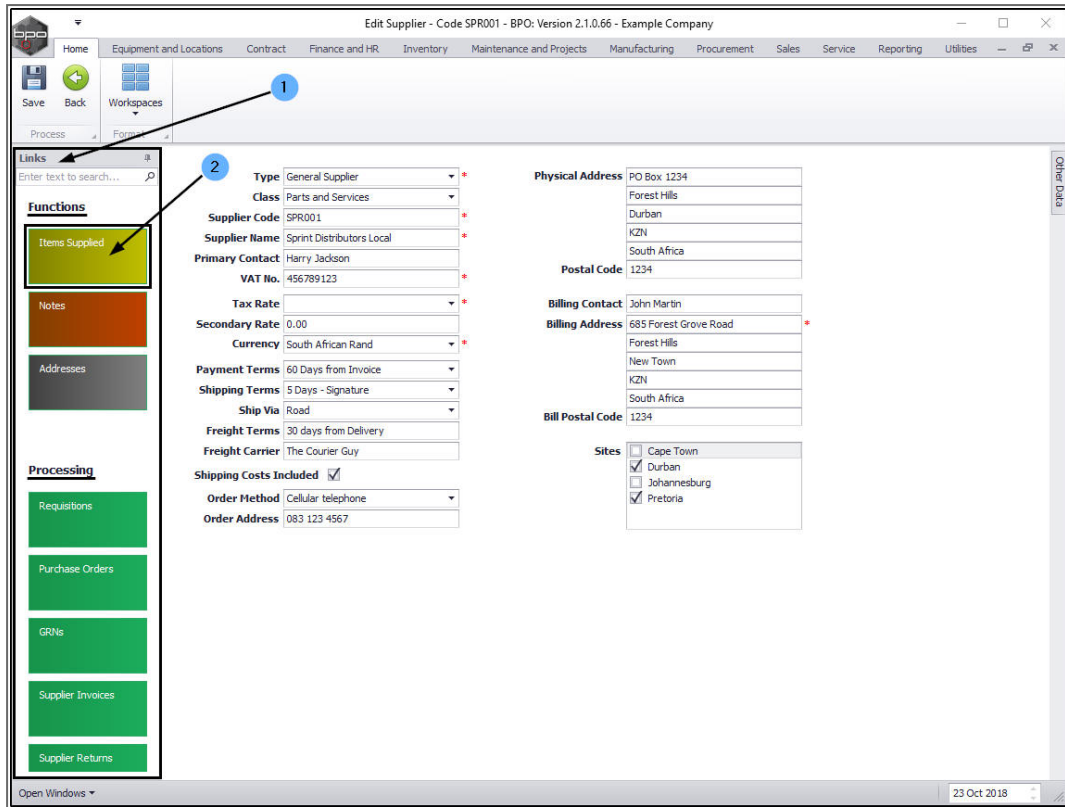 bpo
Edit Supplier - Code SPR001 - BPO: Version 2.1.0.66 - Example Company
Home Equipment and Locations Contract Finance and HR Inventory Maintenance and Projects Manufacturing Procurement Sales Service Reporting Utilities
Save Back Workspaces
Process Format
1
Links
Enter text to search...
2
Functions
Items Supplied
Notes
Addresses
Processing
Requisitions
Purchase Orders
GRNs
Supplier Invoices
Supplier Returns
Type General Supplier *
Class Parts and Services
Supplier Code SPR001 *
Supplier Name Sprint Distributors Local *
Primary Contact Harry Jackson
VAT No. 456789123 *
Tax Rate *
Secondary Rate 0.00
Currency South African Rand *
Payment Terms 60 Days from Invoice
Shipping Terms 5 Days - Signature
Ship Via Road
Freight Terms 30 days from Delivery
Freight Carrier The Courier Guy
Shipping Costs Included
Order Method Cellular telephone
Order Address 083 123 4567
Physical Address PO Box 1234
Forest Hills
Durban
KZN
South Africa
Postal Code 1234
Billing Contact John Martin
Billing Address 685 Forest Grove Road *
Forest Hills
New Town
KZN
South Africa
Bill Postal Code 1234
Sites Cape Town
Durban
Johannesburg
Pretoria
Other Data
Open Windows 23 Oct 2018